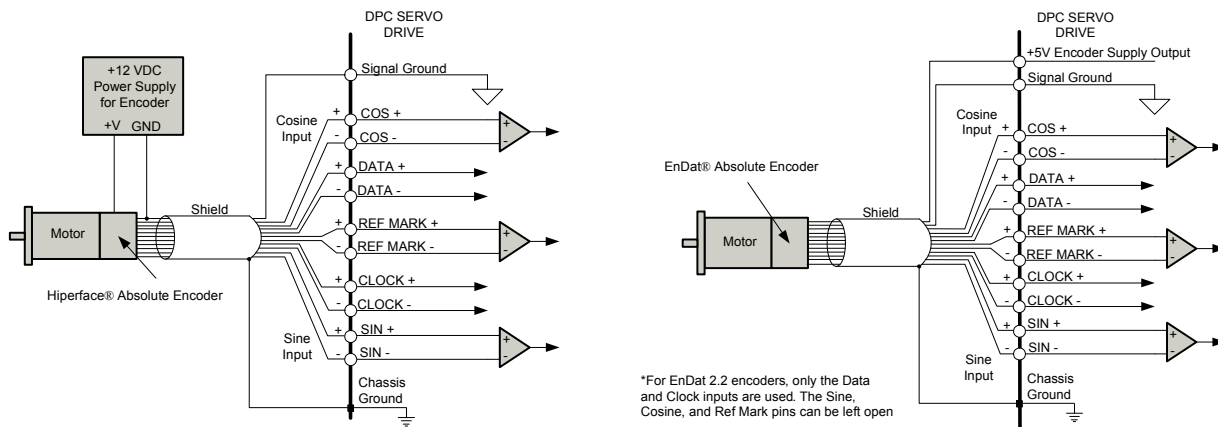 DPC SERVO
DRIVE
+12 VDC
Power Supply
for Encoder
+V GND
Signal Ground
Cosine
Input
+ COS +
- COS -
+ DATA +
- DATA -
Shield
+ REF MARK +
- REF MARK -
Motor
Hiperface® Absolute Encoder
+ CLOCK +
- CLOCK -
Sine
Input
+ SIN +
- SIN -
Chassis
Ground
+
-
+
-
+
-
DPC SERVO
DRIVE
+5V Encoder Supply Output
Signal Ground
Cosine
Input
+ COS +
- COS -
EnDat® Absolute Encoder
+ DATA +
- DATA -
Shield
+ REF MARK +
- REF MARK -
Motor
+ CLOCK +
- CLOCK -
Sine
Input
+ SIN +
- SIN -
Chassis
Ground
+
-
+
-
+
-
*For EnDat 2.2 encoders, only the Data
and Clock inputs are used. The Sine,
Cosine, and Ref Mark pins can be left open